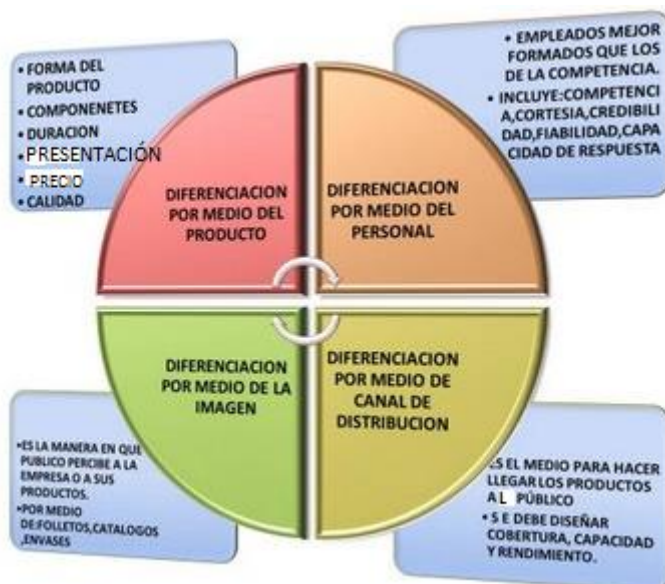 • FORMA DEL
PRODUCTO
• COMPONENETES
• DURACION
• PRESENTACIÓN
• PRECIO
• CALIDAD
• EMPLEADOS MEJOR
FORMADOS QUE LOS
DE LA COMPETENCIA.
• INCLUYE:COMPETENCI
A,CORTESIA,CREDIBILI
DAD,FIABILIDAD,CAPA
CIDAD DE RESPUESTA
DIFERENCIACION
POR MEDIO DEL
PRODUCTO
DIFERENCIACION
POR MEDIO DEL
PERSONAL
DIFERENCIACION
POR MEDIO DE LA
IMAGEN
DIFERENCIACION
POR MEDIO DE
CANAL DE
DISTRIBUCION
•ES LA MANERA EN QUE
PUBLICO PERCIBE A LA
EMPRESA O A SUS
PRODUCTOS.
•POR MEDIO
DE:FOLLETOS,CATALOGOS
,ENVASES
ES EL MEDIO PARA HACER
LLEGAR LOS PRODUCTOS
AL PÚBLICO
• S E DEBE DISEÑAR
COBERTURA, CAPACIDAD
Y RENDIMIENTO.